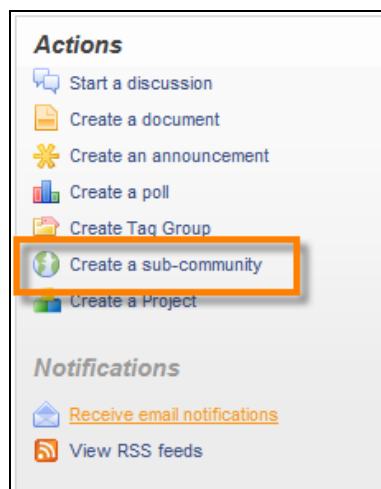 Actions
Start a discussion
Create a document
Create an announcement
Create a poll
Create Tag Group
Create a sub-community
Create a Project
Notifications
Receive email notifications
View RSS feeds